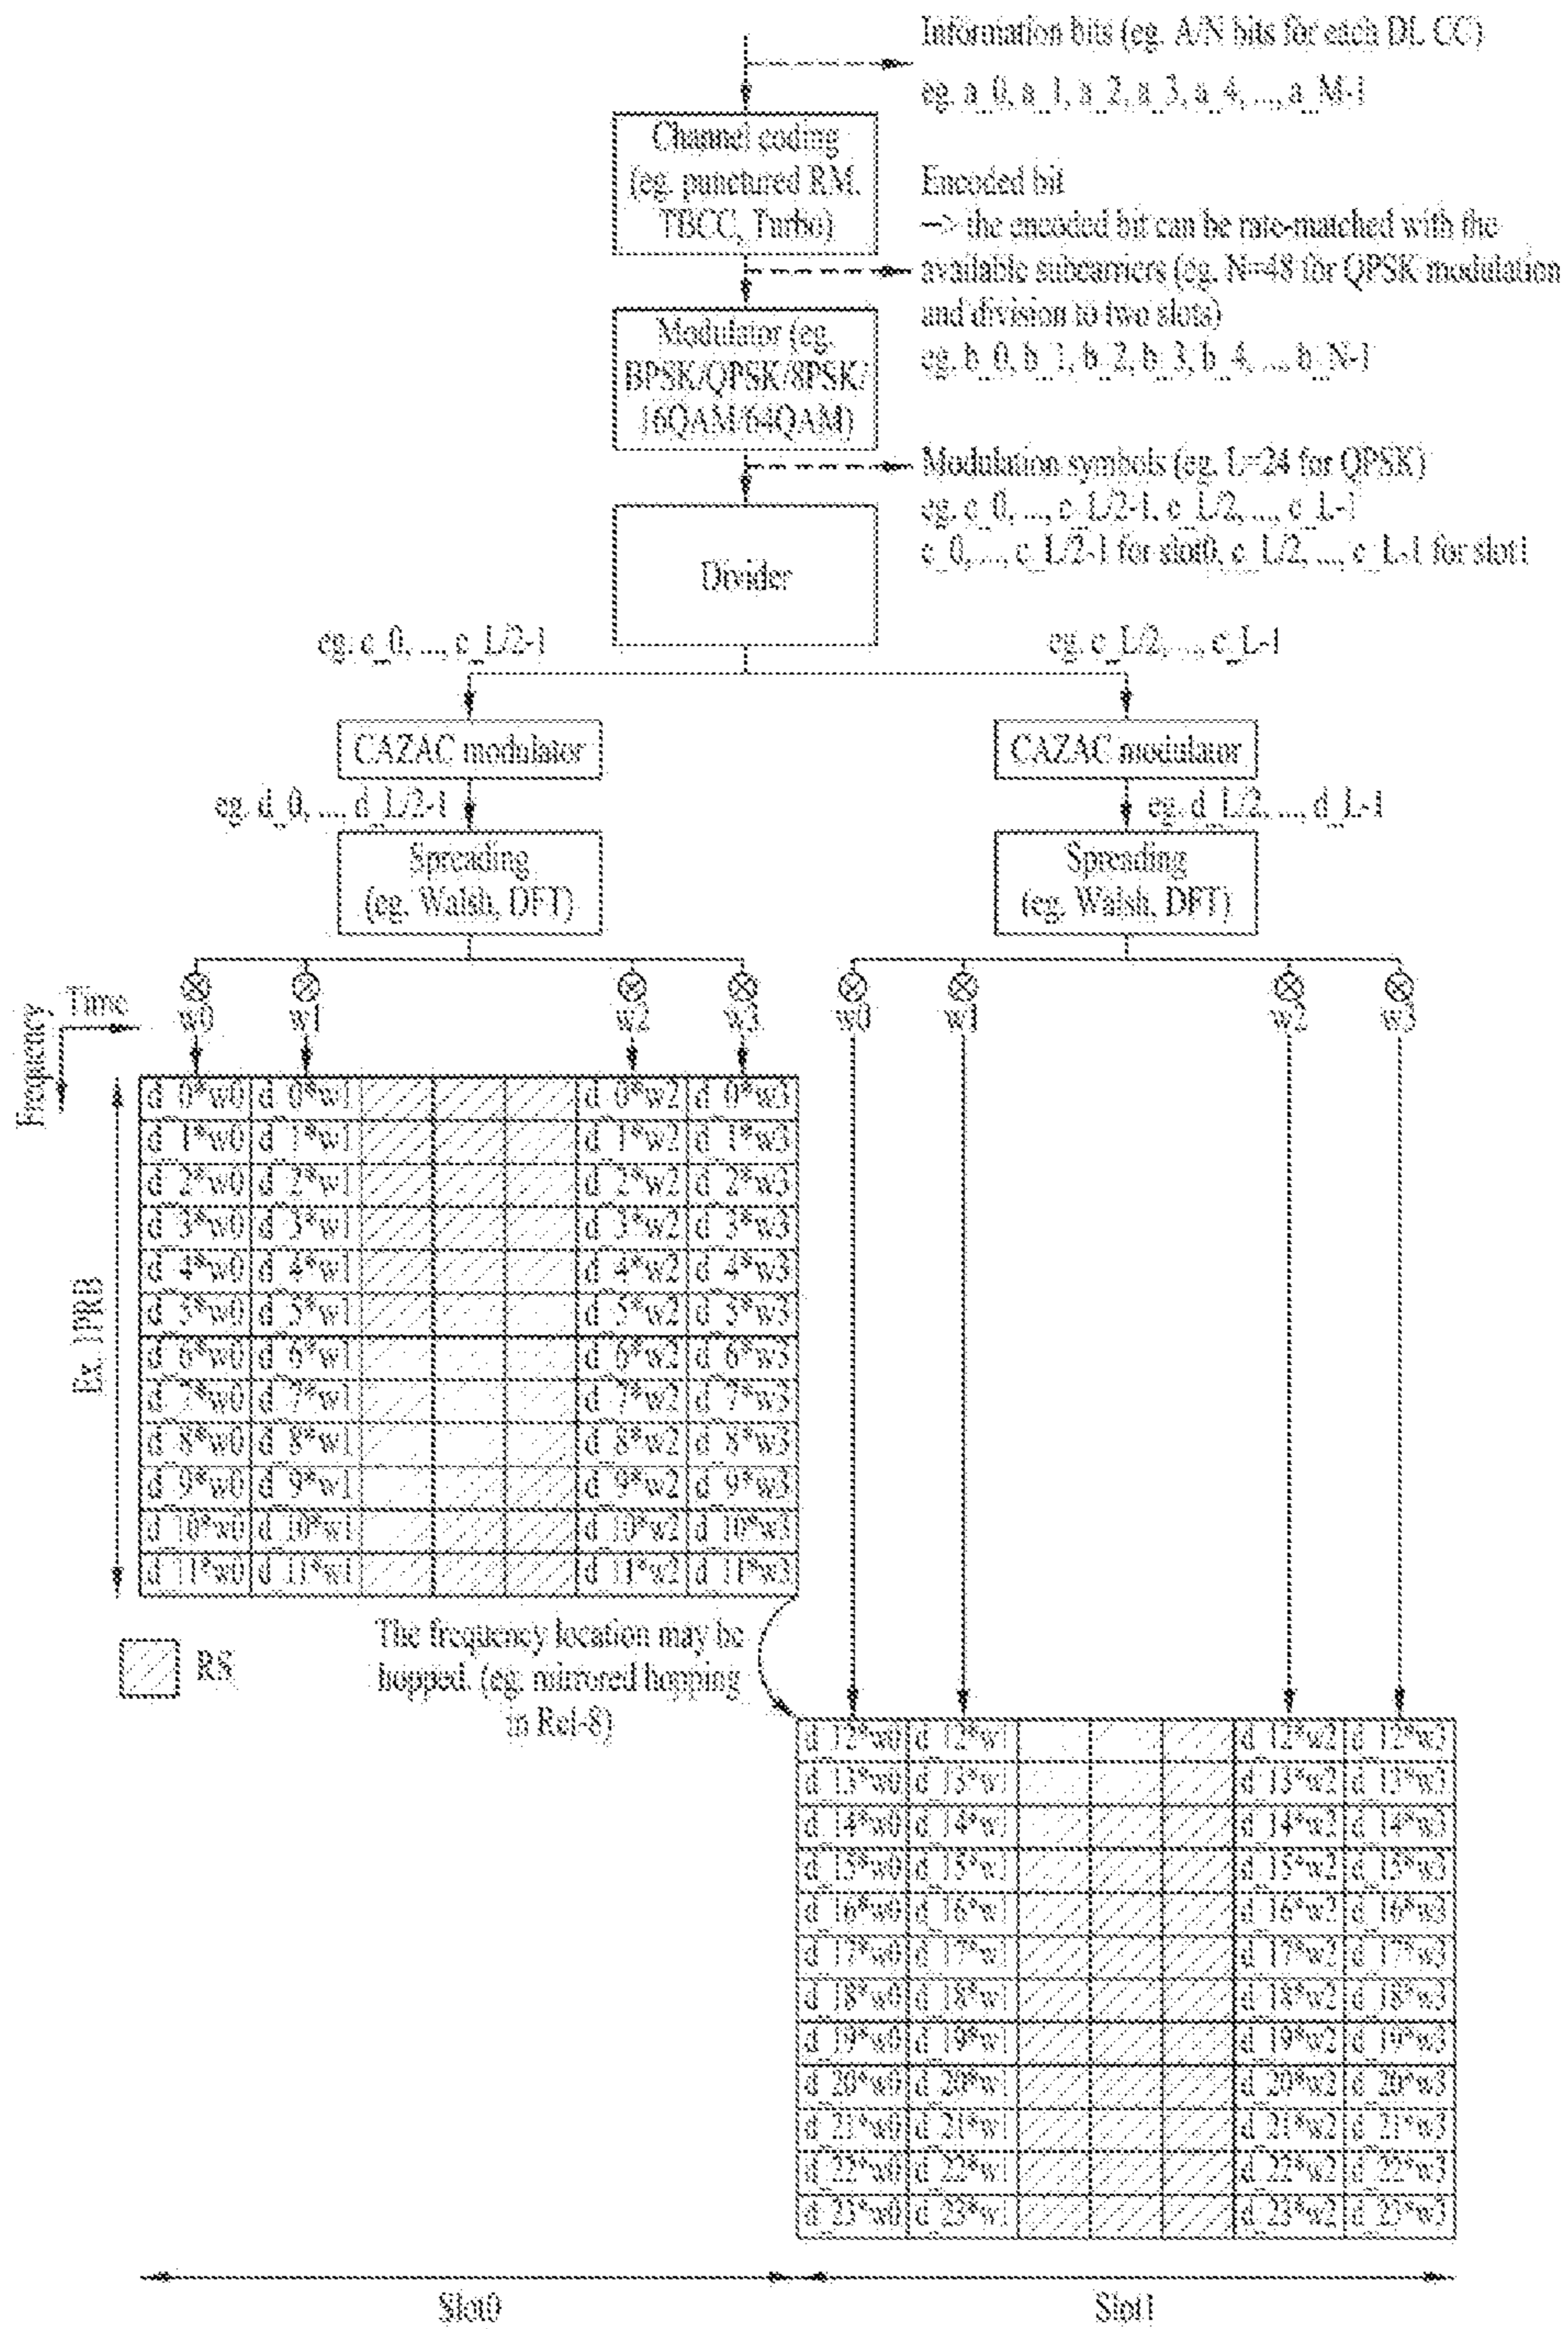 Information bits (eg. A/N bits for each DL CC)
eg. a_0, a_1, a_2, a_3, a_4, ..., a_M-1
Channel coding
(eg. punctured RM,
TBCC, Turbo)
Encoded bit
--> the encoded bit can be rate-matched with the
available subcarriers (eg. N=48 for QPSK modulation
and division to two slots)
eg. b_0, b_1, b_2, b_3, b_4, ..., b_N-1
Modulator (eg.
BPSK/QPSK/8PSK/
16QAM/64QAM)
Modulation symbols (eg. L=24 for QPSK)
eg. c_0, ..., c_L/2-1, c_L/2, ..., c_L-1
c_0, ..., c_L/2-1 for slot0, c_L/2, ..., c_L-1 for slot1
Divider
eg. c_0, ..., c_L/2-1
eg. c_L/2, ..., c_L-1
CAZAC modulator
CAZAC modulator
eg. d_0, ..., d_L/2-1
eg. d_L/2, ..., d_L-1
Spreading
(eg. Walsh, DFT)
Spreading
(eg. Walsh, DFT)
Time
Frequency
w0 w1 w2 w3
w0 w1 w2 w3
Ex. 1PRB
d_0*w0 d_0*w1 d_0*w2 d_0*w3
d_1*w0 d_1*w1 d_1*w2 d_1*w3
d_2*w0 d_2*w1 d_2*w2 d_2*w3
d_3*w0 d_3*w1 d_3*w2 d_3*w3
d_4*w0 d_4*w1 d_4*w2 d_4*w3
d_5*w0 d_5*w1 d_5*w2 d_5*w3
d_6*w0 d_6*w1 d_6*w2 d_6*w3
d_7*w0 d_7*w1 d_7*w2 d_7*w3
d_8*w0 d_8*w1 d_8*w2 d_8*w3
d_9*w0 d_9*w1 d_9*w2 d_9*w3
d_10*w0 d_10*w1 d_10*w2 d_10*w3
d_11*w0 d_11*w1 d_11*w2 d_11*w3
RS
The frequency location may be
hopped. (eg. mirrored hopping
in Rel-8)
d_12*w0 d_12*w1 d_12*w2 d_12*w3
d_13*w0 d_13*w1 d_13*w2 d_13*w3
d_14*w0 d_14*w1 d_14*w2 d_14*w3
d_15*w0 d_15*w1 d_15*w2 d_15*w3
d_16*w0 d_16*w1 d_16*w2 d_16*w3
d_17*w0 d_17*w1 d_17*w2 d_17*w3
d_18*w0 d_18*w1 d_18*w2 d_18*w3
d_19*w0 d_19*w1 d_19*w2 d_19*w3
d_20*w0 d_20*w1 d_20*w2 d_20*w3
d_21*w0 d_21*w1 d_21*w2 d_21*w3
d_22*w0 d_22*w1 d_22*w2 d_22*w3
d_23*w0 d_23*w1 d_23*w2 d_23*w3
Slot0
Slot1